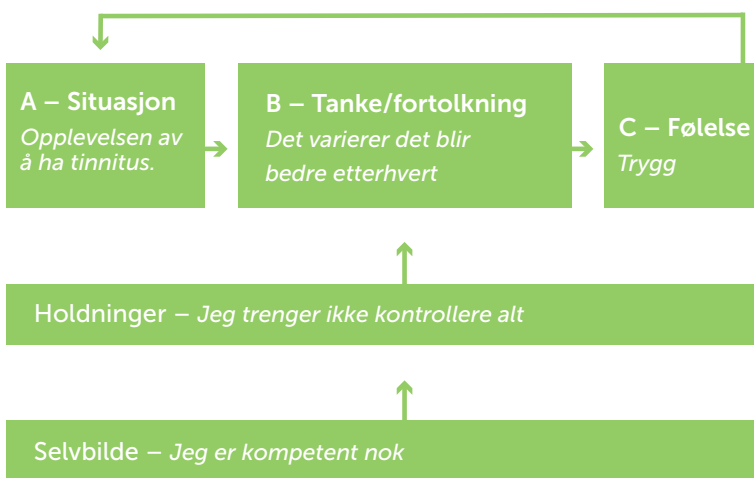 A – Situasjon
Opplevelsen av
å ha tinnitus.
B – Tanke/fortolkning
Det varierer det blir
bedre etterhvert
C – Følelse
Trygg
Holdninger – Jeg trenger ikke kontrollere alt
Selvbilde – Jeg er kompetent nok